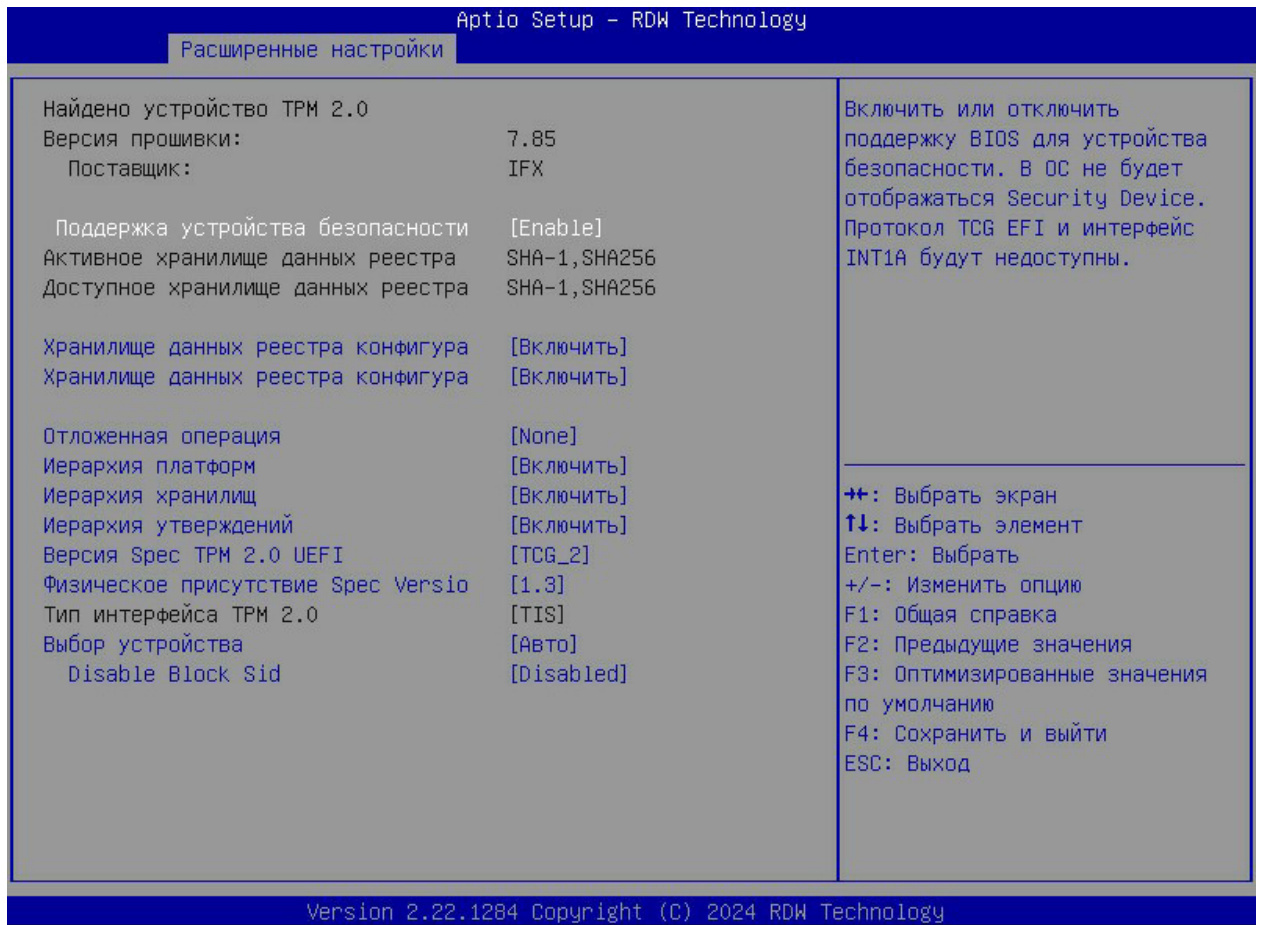 Aptio Setup – RDW Technology
Расширенные настройки
Найдено устройство TPM 2.0
Версия прошивки: 7.85
Поставщик: IFX
Поддержка устройства безопасности [Enable]
Активное хранилище данных реестра SHA-1,SHA256
Доступное хранилище данных реестра SHA-1,SHA256
Хранилище данных реестра конфигура [Включить]
Хранилище данных реестра конфигура [Включить]
Отложенная операция [None]
Иерархия платформ [Включить]
Иерархия хранилищ [Включить]
Иерархия утверждений [Включить]
Версия Spec TPM 2.0 UEFI [TCG_2]
Физическое присутствие Spec Versio [1.3]
Тип интерфейса TPM 2.0 [TIS]
Выбор устройства [Авто]
Disable Block Sid [Disabled]
Включить или отключить
поддержку BIOS для устройства
безопасности. В ОС не будет
отображаться Security Device.
Протокол TCG EFI и интерфейс
INT1A будут недоступны.
→←: Выбрать экран
↑↓: Выбрать элемент
Enter: Выбрать
+/-: Изменить опцию
F1: Общая справка
F2: Предыдущие значения
F3: Оптимизированные значения
по умолчанию
F4: Сохранить и выйти
ESC: Выход
Version 2.22.1284 Copyright (C) 2024 RDW Technology